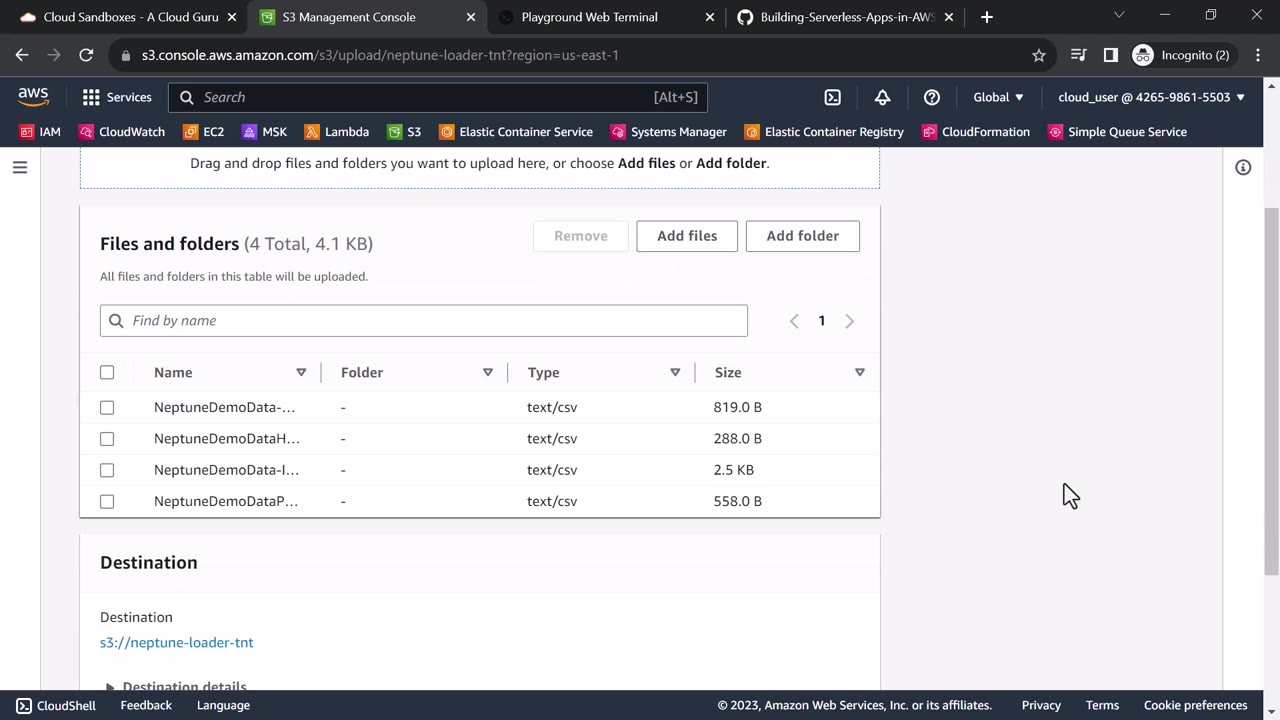 Cloud Sandboxes - A Cloud Guru
S3 Management Console
Playground Web Terminal
Building-Serverless-Apps-in-AWS
s3.console.aws.amazon.com/s3/upload/neptune-loader-tnt?region=us-east-1
Incognito (2)
aws
Services
Search
[Alt+S]
Global
cloud_user @ 4265-9861-5503
IAM
CloudWatch
EC2
MSK
Lambda
S3
Elastic Container Service
Systems Manager
Elastic Container Registry
CloudFormation
Simple Queue Service
Drag and drop files and folders you want to upload here, or choose Add files or Add folder.
Files and folders (4 Total, 4.1 KB)
Remove
Add files
Add folder
All files and folders in this table will be uploaded.
Find by name
1
Name
Folder
Type
Size
NeptuneDemoData-... - text/csv 819.0 B
NeptuneDemoDataH... - text/csv 288.0 B
NeptuneDemoData-I... - text/csv 2.5 KB
NeptuneDemoDataP... - text/csv 558.0 B
Destination
Destination
s3://neptune-loader-tnt
Destination details
CloudShell
Feedback
Language
© 2023, Amazon Web Services, Inc. or its affiliates.
Privacy
Terms
Cookie preferences